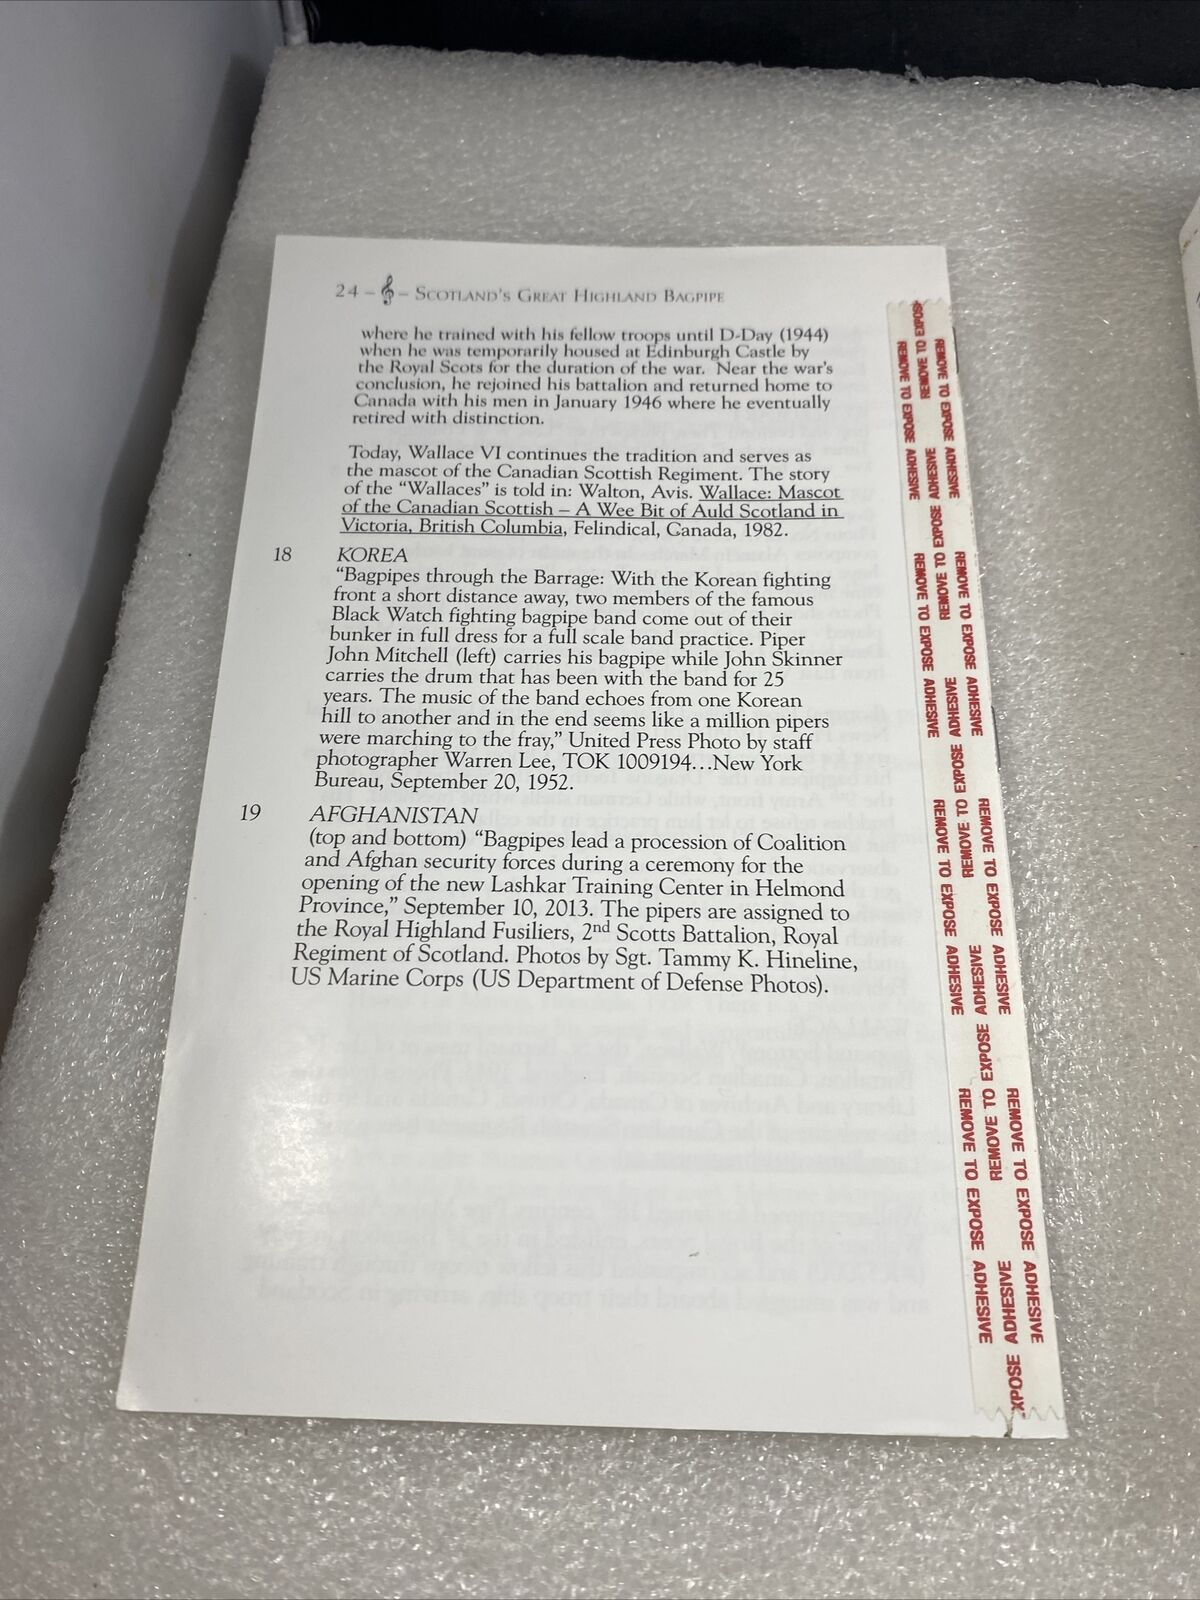 24 – – Scotland's Great Highland Bagpipe
where he trained with his fellow troops until D-Day (1944)
when he was temporarily housed at Edinburgh Castle by
the Royal Scots for the duration of the war. Near the war's
conclusion, he rejoined his battalion and returned home to
Canada with his men in January 1946 where he eventually
retired with distinction.
Today, Wallace VI continues the tradition and serves as
the mascot of the Canadian Scottish Regiment. The story
of the “Wallaces” is told in: Walton, Avis. Wallace: Mascot
of the Canadian Scottish – A Wee Bit of Auld Scotland in
Victoria, British Columbia, Felindical, Canada, 1982.
18 KOREA
“Bagpipes through the Barrage: With the Korean fighting
front a short distance away, two members of the famous
Black Watch fighting bagpipe band come out of their
bunker in full dress for a full scale band practice. Piper
John Mitchell (left) carries his bagpipe while John Skinner
carries the drum that has been with the band for 25
years. The music of the band echoes from one Korean
hill to another and in the end seems like a million pipers
were marching to the fray,” United Press Photo by staff
photographer Warren Lee, TOK 1009194...New York
Bureau, September 20, 1952.
19 AFGHANISTAN
(top and bottom) “Bagpipes lead a procession of Coalition
and Afghan security forces during a ceremony for the
opening of the new Lashkar Training Center in Helmond
Province,” September 10, 2013. The pipers are assigned to
the Royal Highland Fusiliers, 2nd Scotts Battalion, Royal
Regiment of Scotland. Photos by Sgt. Tammy K. Hineline,
US Marine Corps (US Department of Defense Photos).
REMOVE TO EXPOSE ADHESIVE REMOVE TO EXPOSE ADHESIVE REMOVE TO EXPOSE ADHESIVE REMOVE TO EXPOSE ADHESIVE
REMOVE TO EXPOSE ADHESIVE REMOVE TO EXPOSE ADHESIVE REMOVE TO EXPOSE ADHESIVE REMOVE TO EXPOSE
REMOVE TO EXPOSE ADHESIVE REMOVE TO EXPOSE ADHESIVE REMOVE TO EXPOSE ADHESIVE REMOVE TO EXPOSE ADHESIVE